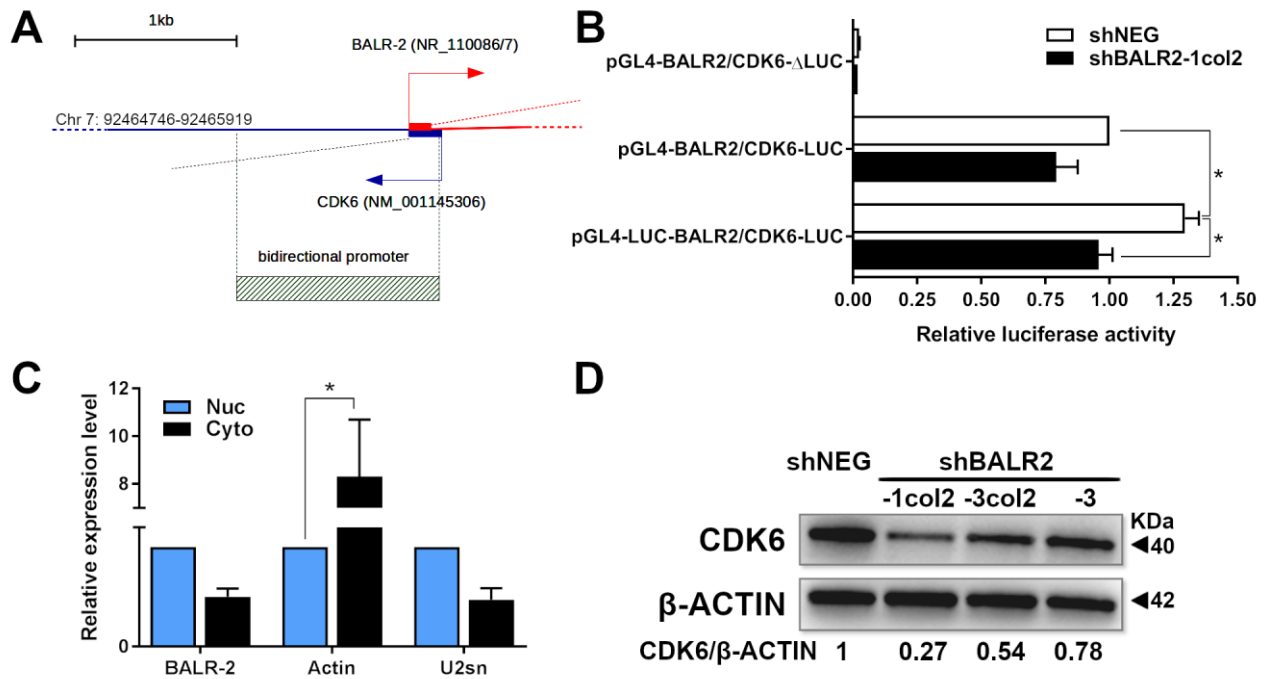 A
1kb
BALR-2 (NR_110086/7)
Chr 7: 92464746-92465919
CDK6 (NM_001145306)
bidirectional promoter
B
shNEG
shBALR2-1col2
pGL4-BALR2/CDK6-ΔLUC
pGL4-BALR2/CDK6-LUC
*
pGL4-LUC-BALR2/CDK6-LUC
*
0.00 0.25 0.50 0.75 1.00 1.25 1.50
Relative luciferase activity
C
Relative expression level
12
10
8
0
Nuc
Cyto
*
BALR-2 Actin U2sn
D
shNEG shBALR2
-1col2 -3col2 -3
KDa
CDK6 40
β-ACTIN 42
CDK6/β-ACTIN 1 0.27 0.54 0.78